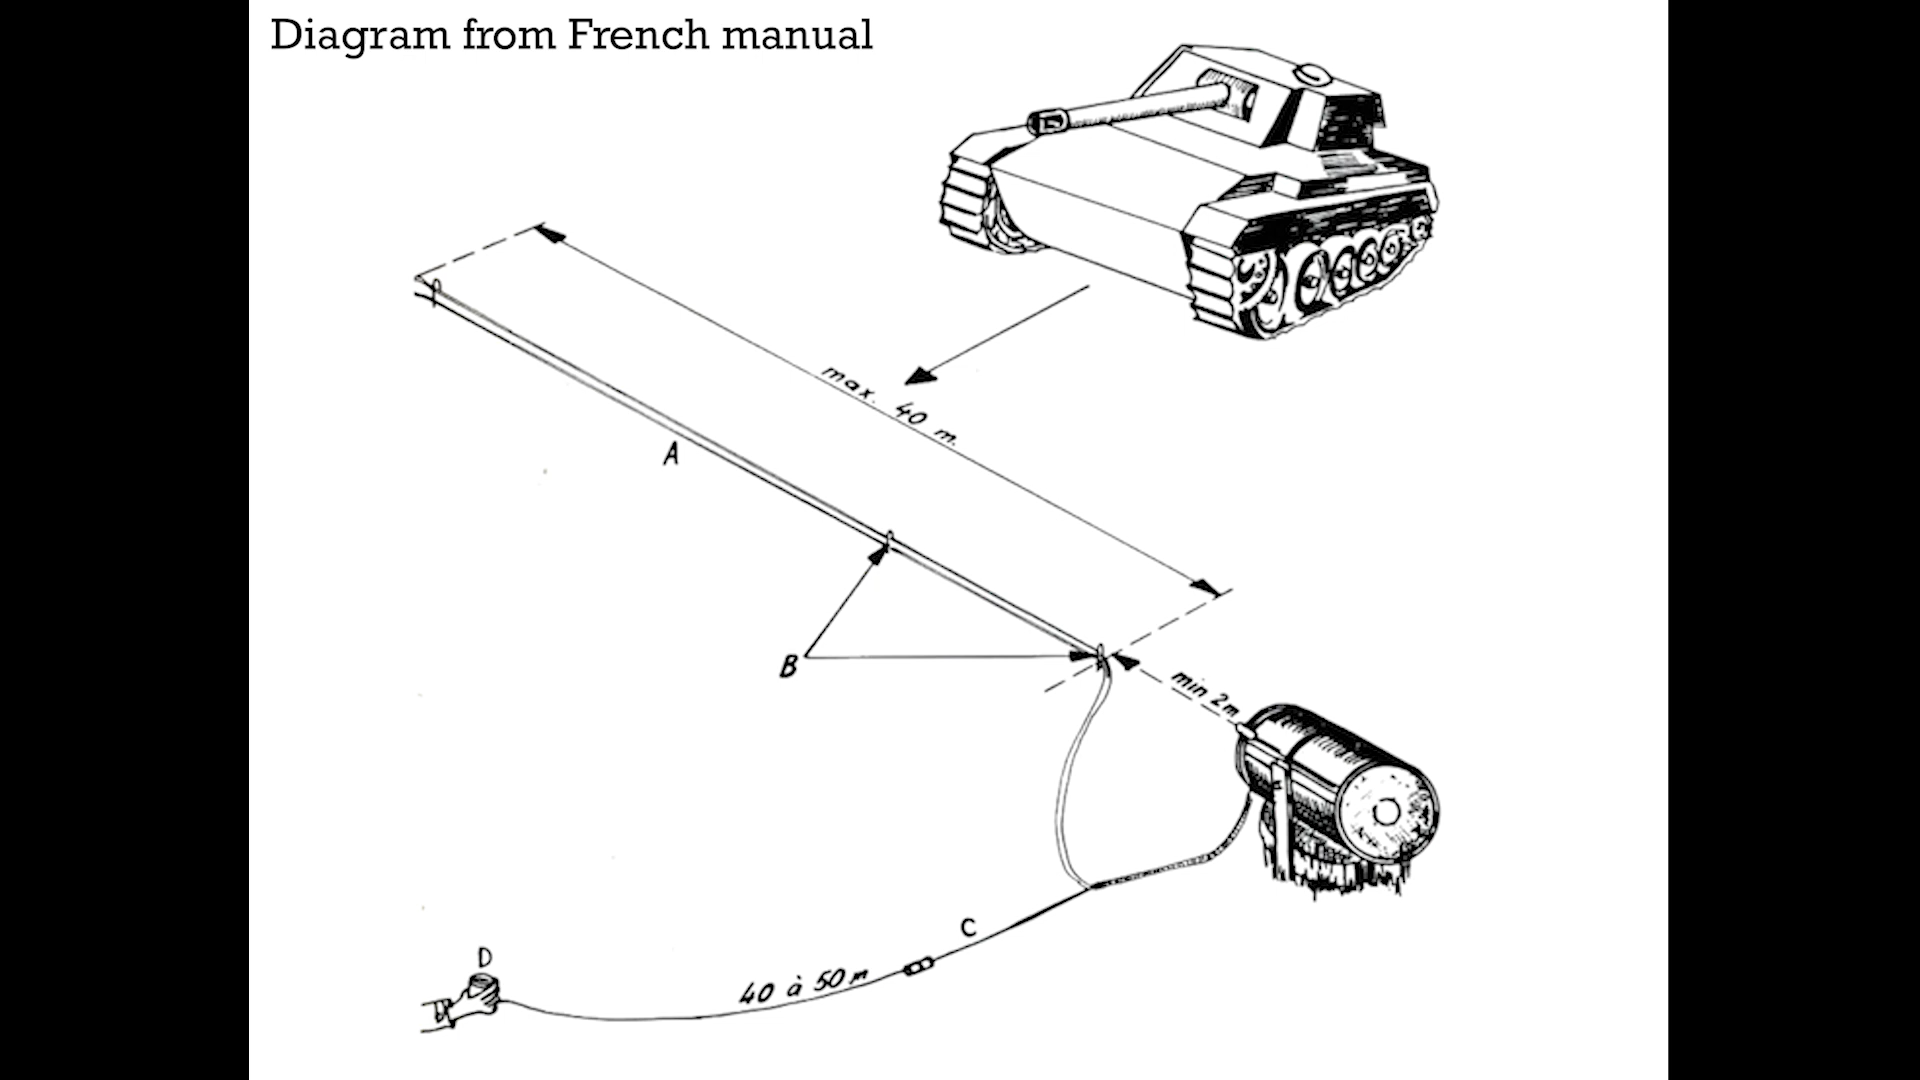 Diagram from French manual
max. 40 m.
A
B
min 2m
C
D
40 à 50 m